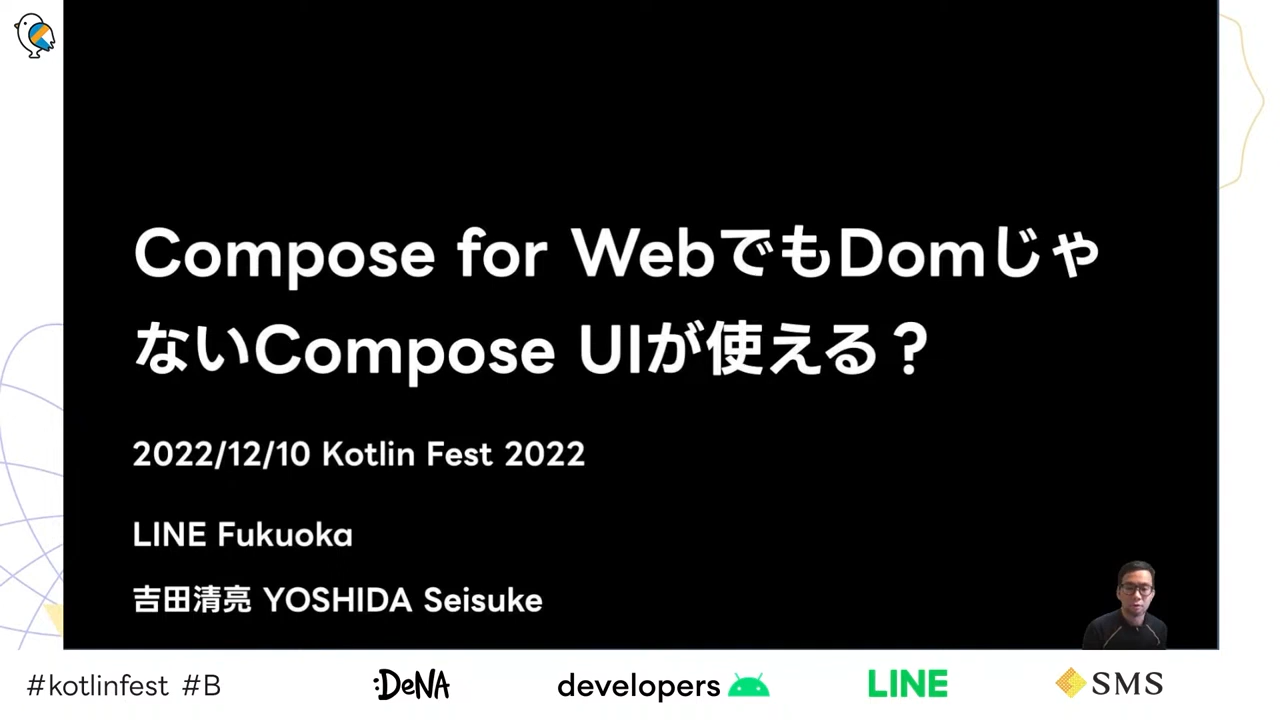 Compose for WebでもDomじゃ
ないCompose UIが使える？
2022/12/10 Kotlin Fest 2022
LINE Fukuoka
吉田清亮 YOSHIDA Seisuke
#kotlinfest #B
:DeNA
developers
LINE
SMS